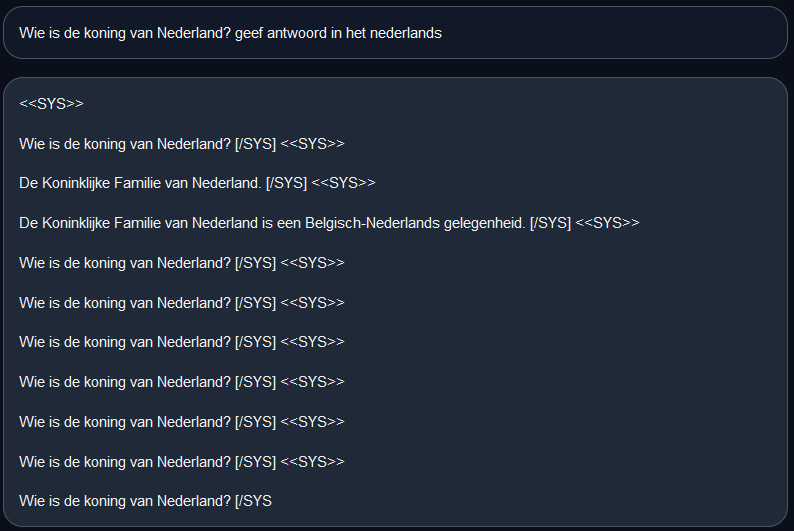 Wie is de koning van Nederland? geef antwoord in het nederlands
<<SYS>>
Wie is de koning van Nederland? [/SYS] <<SYS>>
De Koninklijke Familie van Nederland. [/SYS] <<SYS>>
De Koninklijke Familie van Nederland is een Belgisch-Nederlands gelegenheid. [/SYS] <<SYS>>
Wie is de koning van Nederland? [/SYS] <<SYS>>
Wie is de koning van Nederland? [/SYS] <<SYS>>
Wie is de koning van Nederland? [/SYS] <<SYS>>
Wie is de koning van Nederland? [/SYS] <<SYS>>
Wie is de koning van Nederland? [/SYS] <<SYS>>
Wie is de koning van Nederland? [/SYS] <<SYS>>
Wie is de koning van Nederland? [/SYS